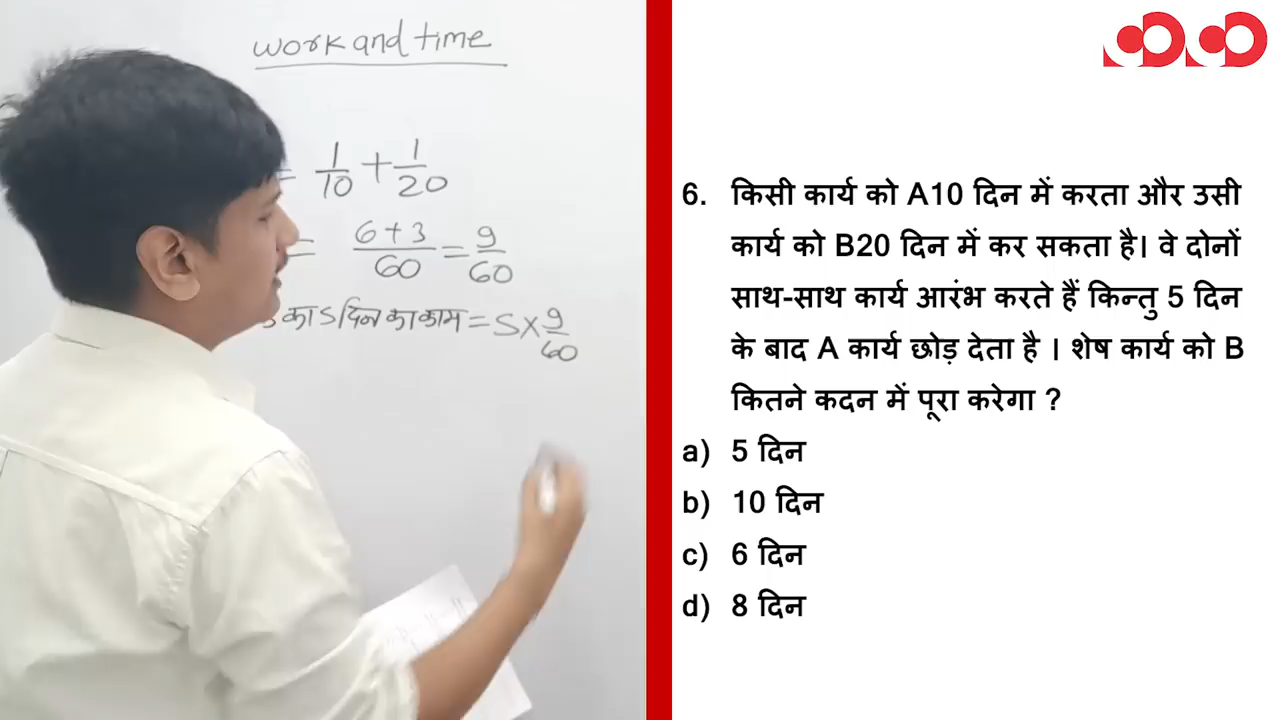 work and time
= 1/10 + 1/20
= 6+3/60 = 9/60
का 5 दिन का काम = 5 × 9/60
6. किसी कार्य को A10 दिन में करता और उसी
कार्य को B20 दिन में कर सकता है। वे दोनों
साथ-साथ कार्य आरंभ करते हैं किन्तु 5 दिन
के बाद A कार्य छोड़ देता है । शेष कार्य को B
कितने कदन में पूरा करेगा ?
a) 5 दिन
b) 10 दिन
c) 6 दिन
d) 8 दिन